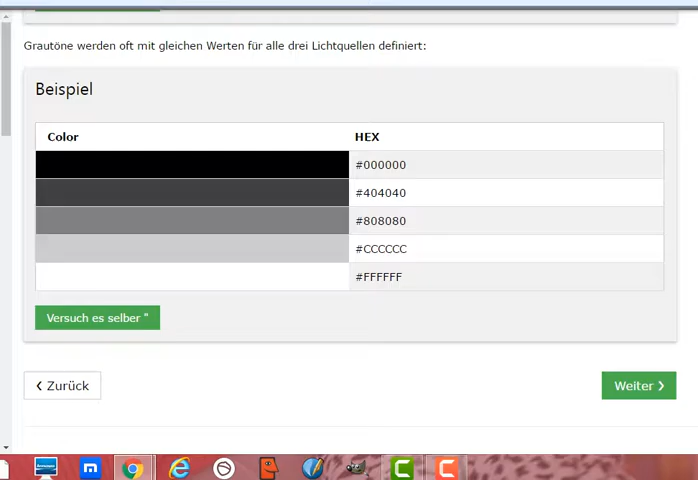 Grautöne werden oft mit gleichen Werten für alle drei Lichtquellen definiert:
Beispiel
Color HEX
#000000
#404040
#808080
#CCCCCC
#FFFFFF
Versuch es selber "
❮ Zurück Weiter ❯